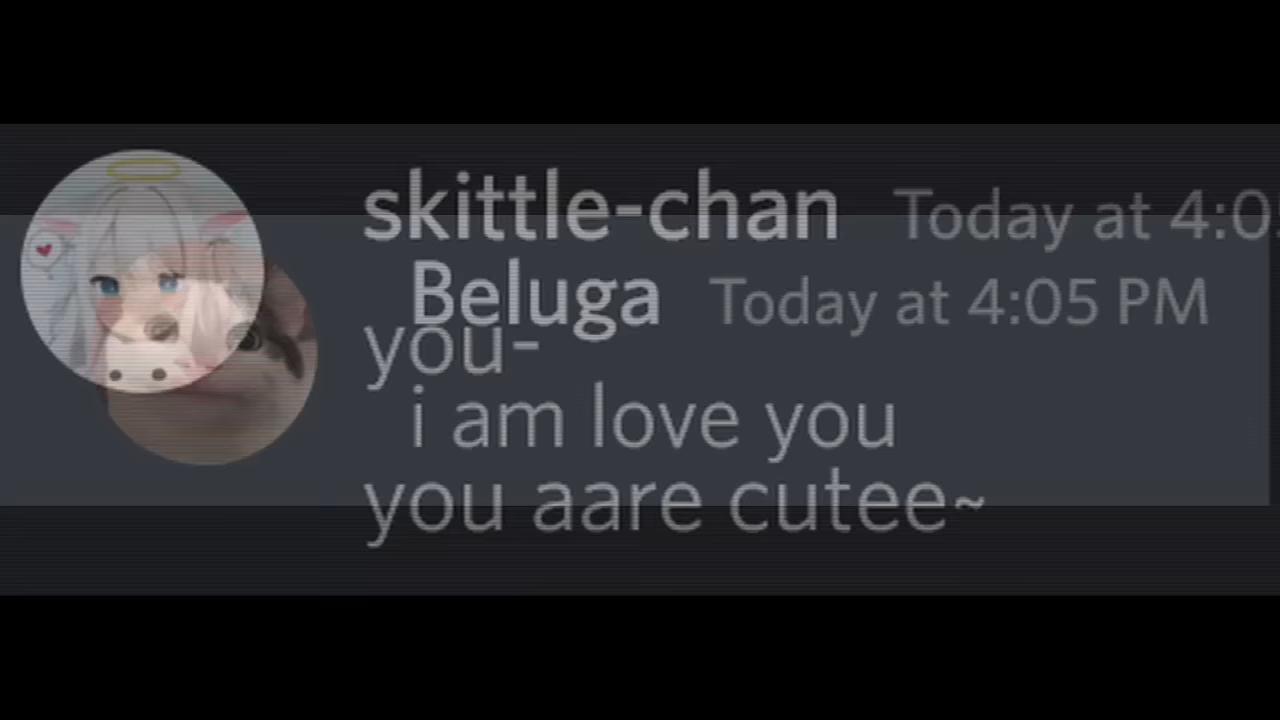 skittle-chan Today at 4:0
Beluga Today at 4:05 PM
you-
i am love you
you aare cutee~